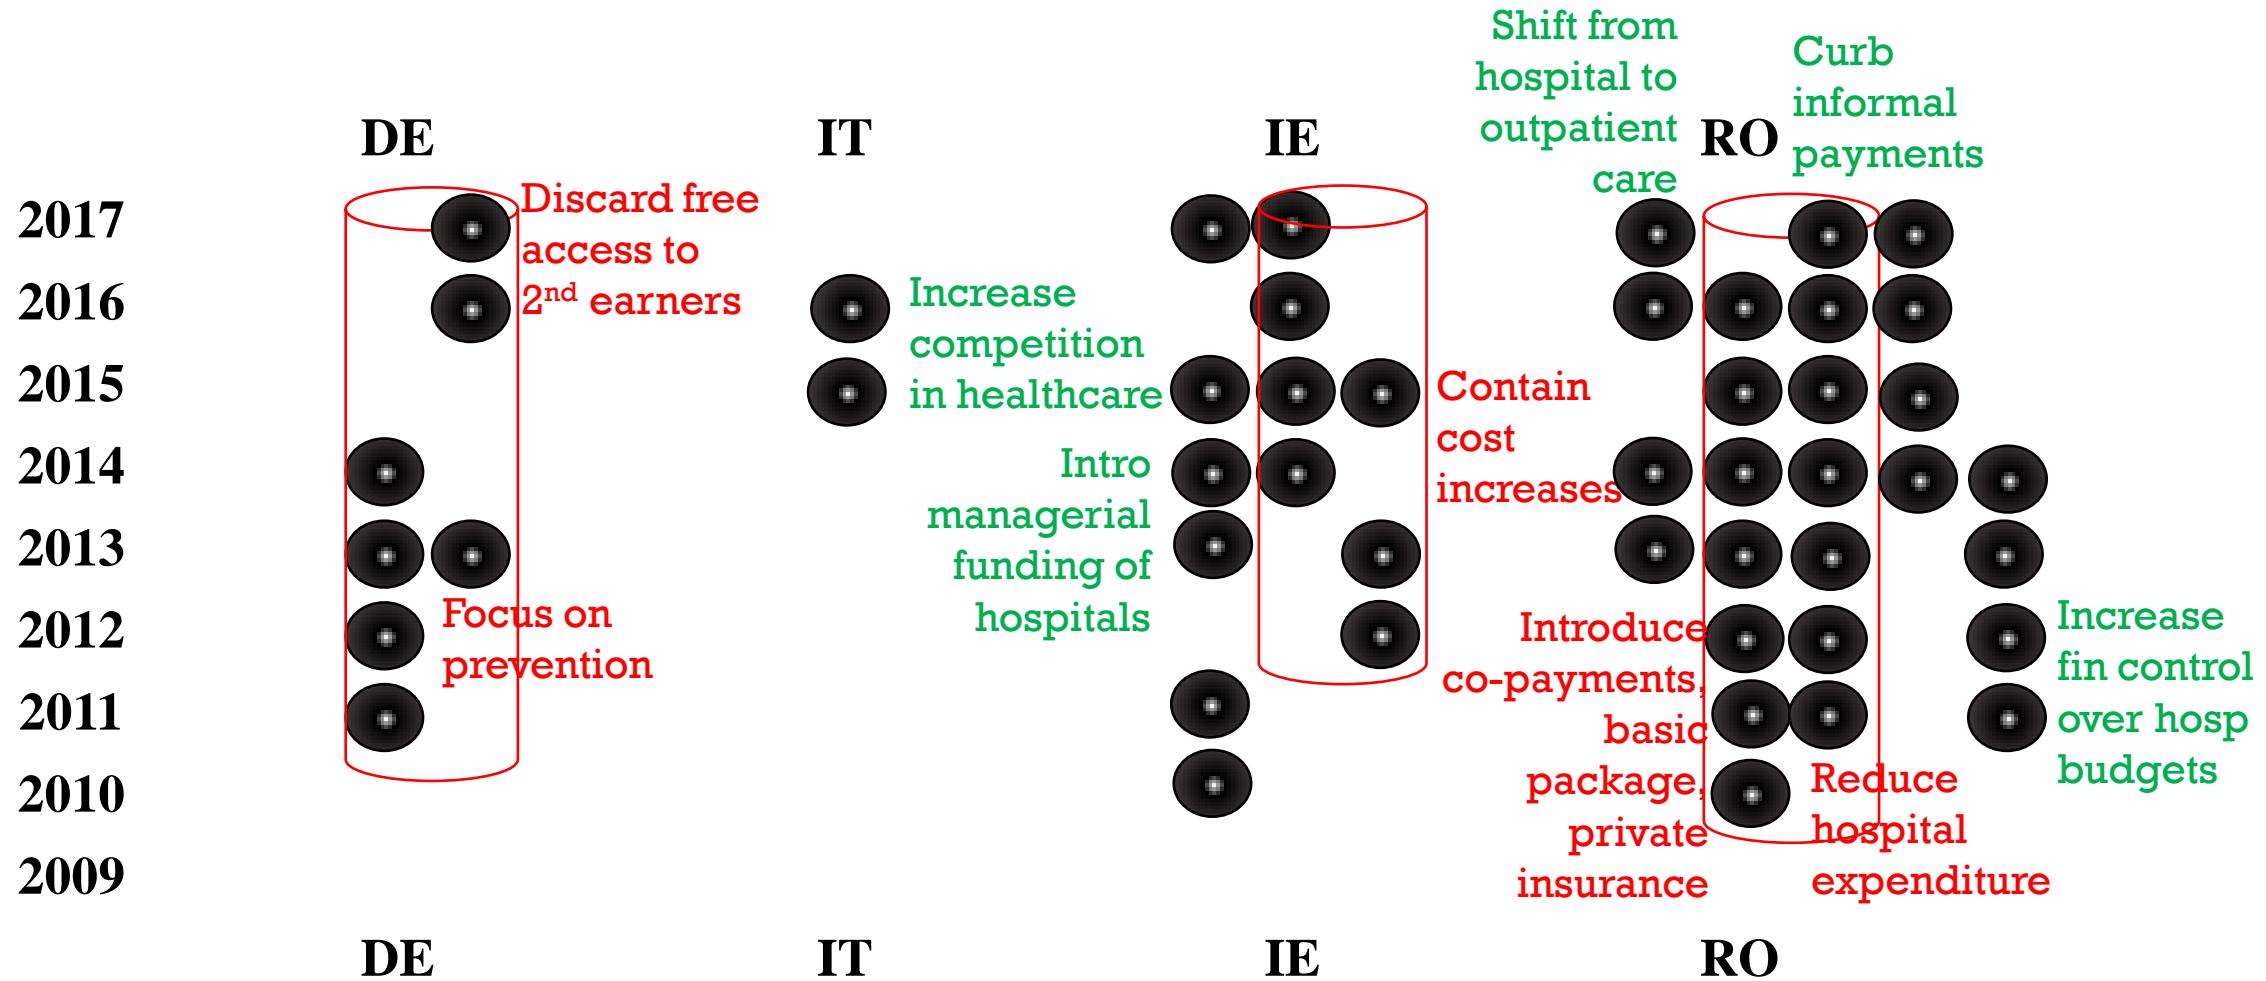 Shift from
hospital to
outpatient
care
Curb
informal
payments
DE
IT
IE
RO
2017
2016
2015
2014
2013
2012
2011
2010
2009
Discard free
access to
2nd earners
Focus on
prevention
Increase
competition
in healthcare
Intro
managerial
funding of
hospitals
Contain
cost
increases
Introduce
co-payments,
basic
package,
private
insurance
Reduce
hospital
expenditure
Increase
fin control
over hosp
budgets
DE
IT
IE
RO